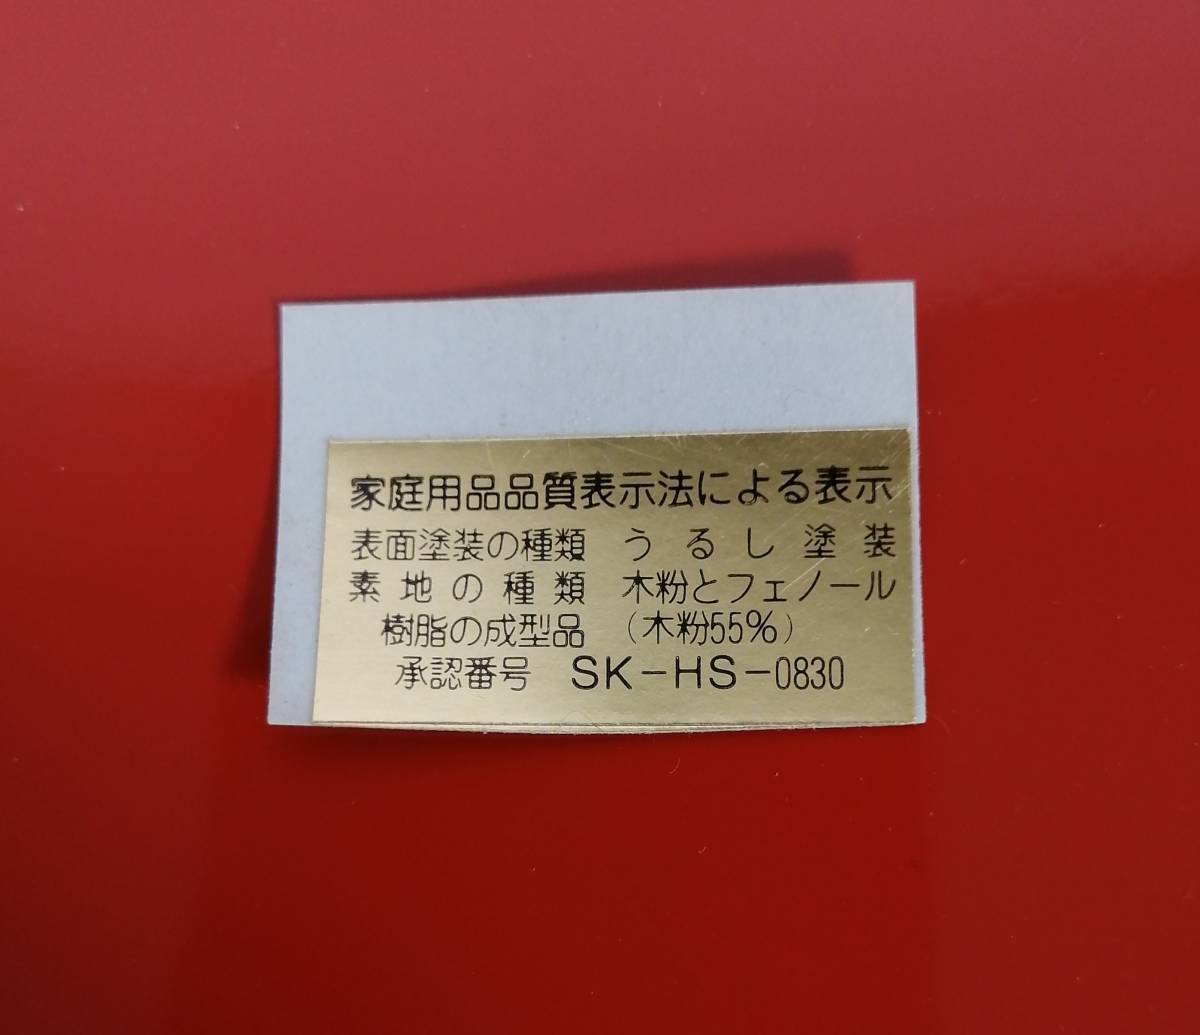 家庭用品品質表示法による表示
表面塗装の種類 うるし塗装
素地の種類 木粉とフェノール
樹脂の成型品 (木粉55%)
承認番号 SK-HS-0830